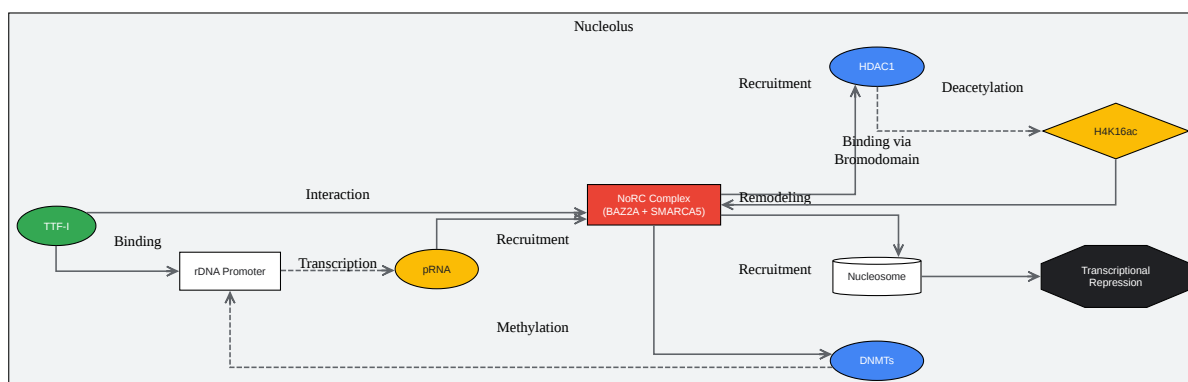 Nucleolus
HDAC1
Recruitment
Deacetylation
H4K16ac
Binding via
Bromodomain
Interaction
NoRC Complex
(BAZ2A + SMARCA5)
Remodeling
TTF-I
Binding
Recruitment
rDNA Promoter
Transcription
pRNA
Recruitment
Nucleosome
Transcriptional
Repression
Methylation
DNMTs